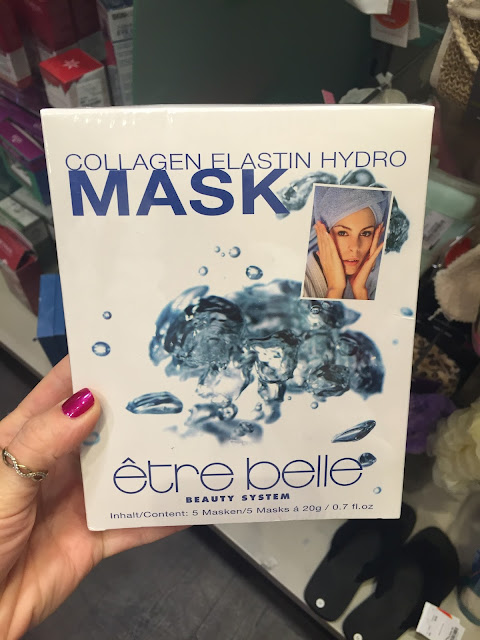 COLLAGEN ELASTIN HYDRO
MASK
être belle
BEAUTY SYSTEM
Inhalt/Content: 5 Masken/5 Masks à 20g / 0.7 fl.oz